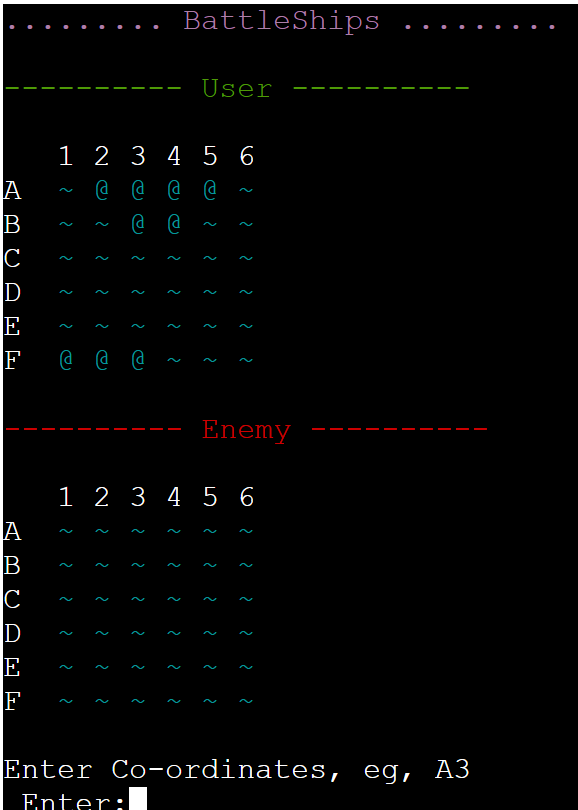 ......... BattleShips .........
---------- User ----------
1 2 3 4 5 6
A ~ @ @ @ @ ~
B ~ ~ @ @ ~ ~
C ~ ~ ~ ~ ~ ~
D ~ ~ ~ ~ ~ ~
E ~ ~ ~ ~ ~ ~
F @ @ @ ~ ~ ~
---------- Enemy ----------
1 2 3 4 5 6
A ~ ~ ~ ~ ~ ~
B ~ ~ ~ ~ ~ ~
C ~ ~ ~ ~ ~ ~
D ~ ~ ~ ~ ~ ~
E ~ ~ ~ ~ ~ ~
F ~ ~ ~ ~ ~ ~
Enter Co-ordinates, eg, A3
Enter: